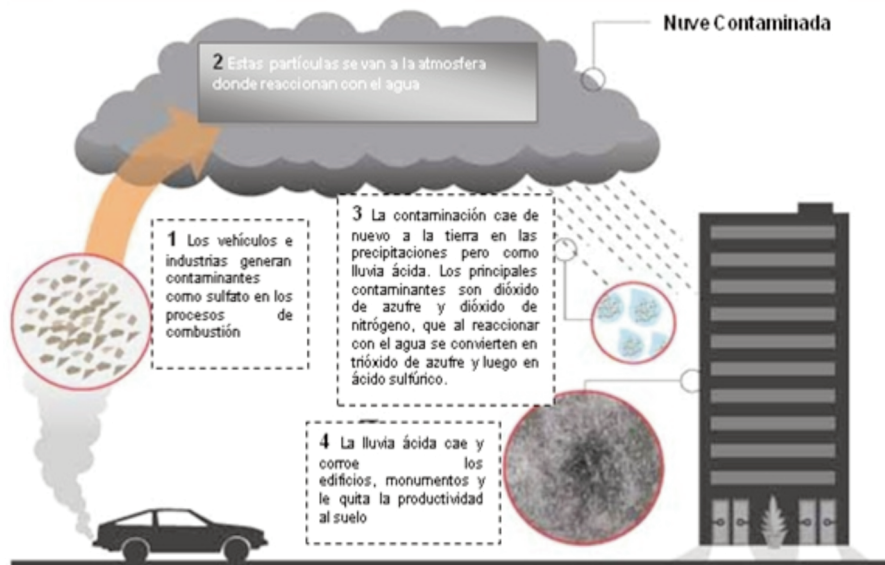 Nuve Contaminada
2 Estas partículas se van a la atmosfera
donde reaccionan con el agua
1 Los vehículos e
industrias generan
contaminantes
como sulfato en los
procesos de
combustión
3 La contaminación cae de
nuevo a la tierra en las
precipitaciones pero como
lluvia ácida. Los principales
contaminantes son dióxido
de azufre y dióxido de
nitrógeno, que al reaccionar
con el agua se convierten en
trióxido de azufre y luego en
ácido sulfúrico.
4 La lluvia ácida cae y
corroe los
edificios, monumentos y
le quita la productividad
al suelo